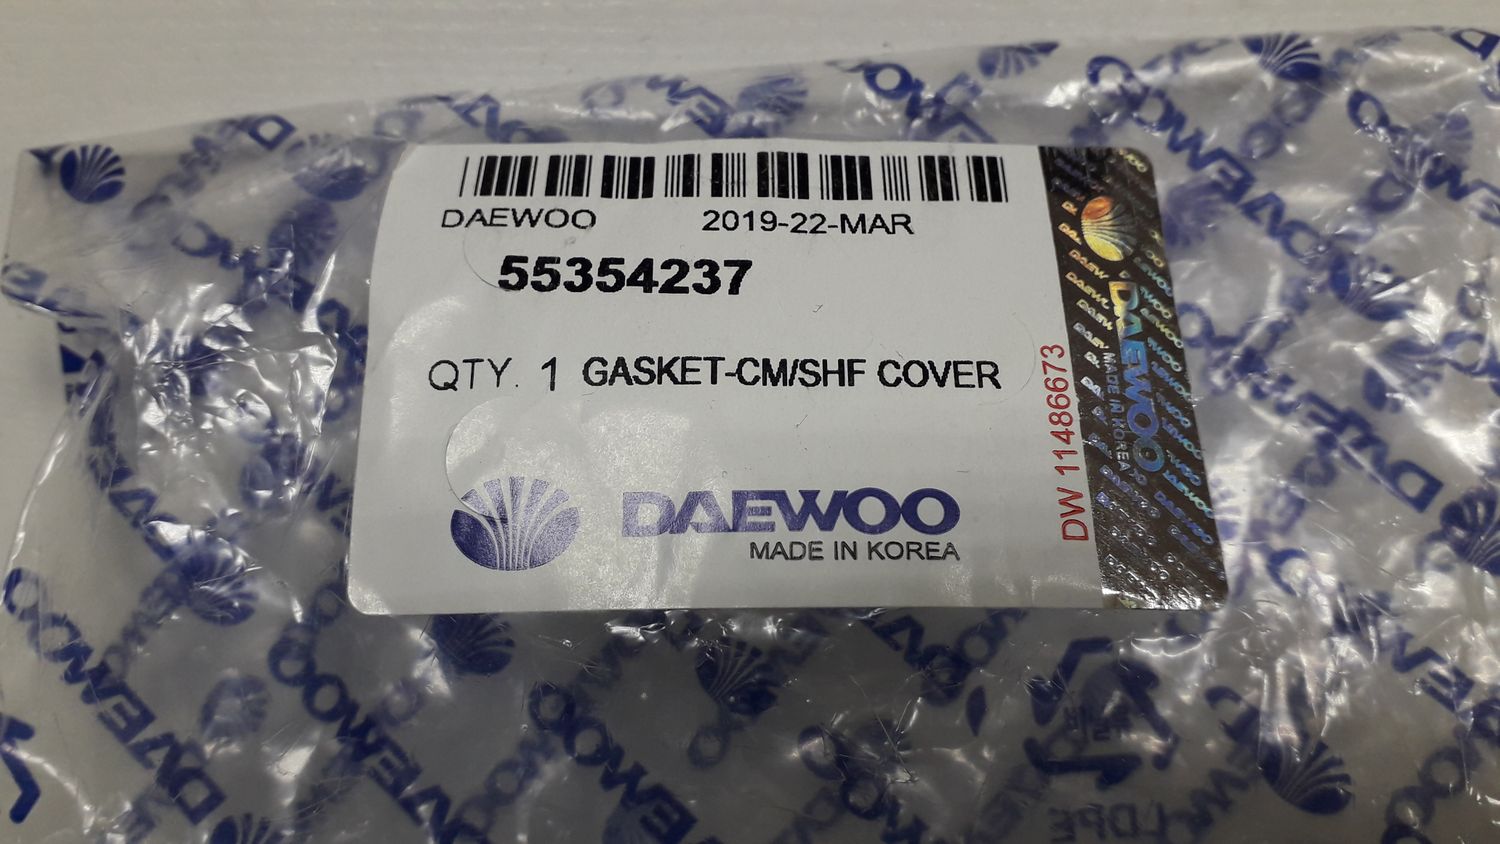 DAEWOO 2019-22-MAR
55354237
QTY. 1 GASKET-CM/SHF COVER
DAEWOO
MADE IN KOREA
DW 11486673
DAEWOO
MADE IN KOREA
LDPE